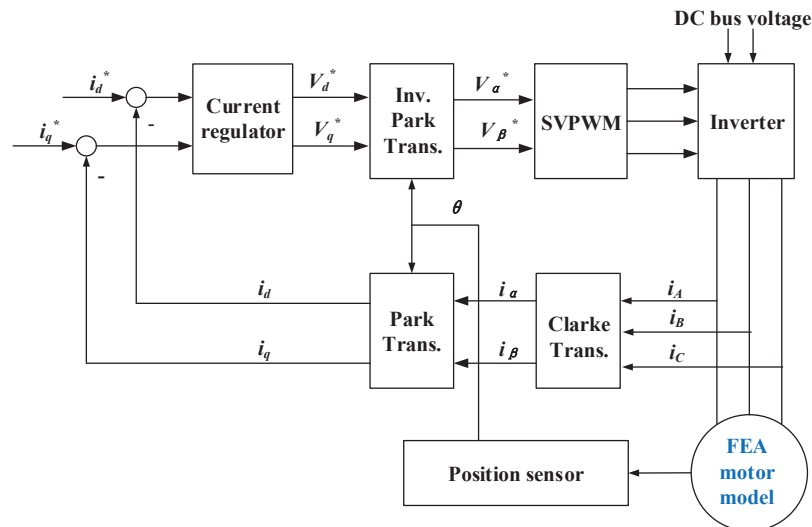 DC bus voltage
i_d^*
i_q^*
-
-
Current
regulator
V_d^*
V_q^*
Inv.
Park
Trans.
V_α^*
V_β^*
SVPWM
Inverter
θ
i_d
i_q
Park
Trans.
i_α
i_β
Clarke
Trans.
i_A
i_B
i_C
Position sensor
FEA
motor
model